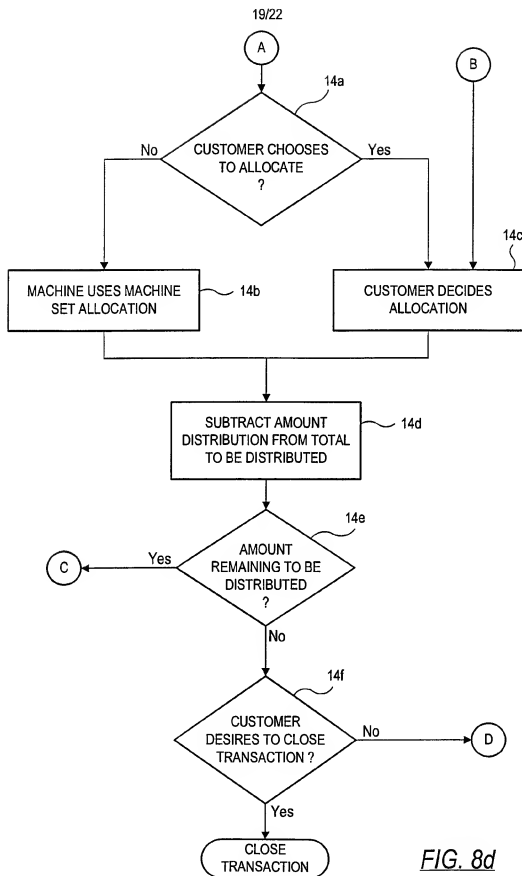 19/22
A
B
14a
CUSTOMER CHOOSES
TO ALLOCATE
?
No
Yes
14c
MACHINE USES MACHINE
SET ALLOCATION
14b
CUSTOMER DECIDES
ALLOCATION
SUBTRACT AMOUNT
DISTRIBUTION FROM TOTAL
TO BE DISTRIBUTED
14d
14e
AMOUNT
REMAINING TO BE
DISTRIBUTED
?
Yes
C
No
14f
CUSTOMER
DESIRES TO CLOSE
TRANSACTION ?
No
D
Yes
CLOSE
TRANSACTION
FIG. 8d